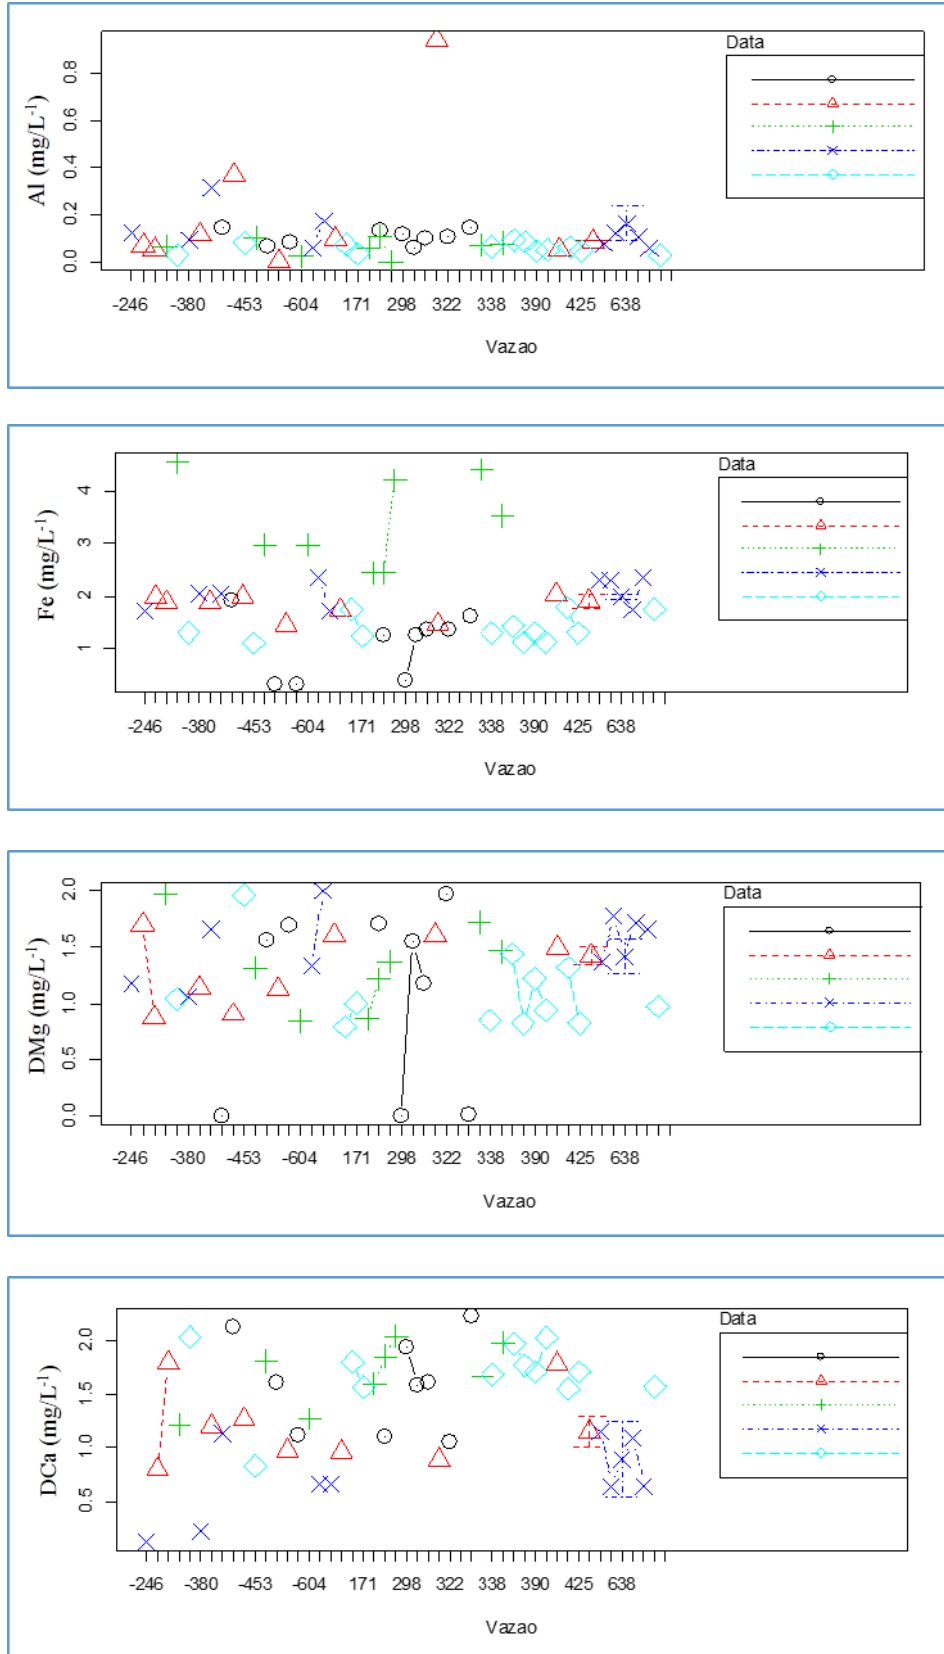 Data
Al (mg/L-1)
0.0 0.2 0.4 0.6 0.8
-246 -380 -453 -604 171 298 322 338 390 425 638
Vazao
Data
Fe (mg/L-1)
1 2 3 4
-246 -380 -453 -604 171 298 322 338 390 425 638
Vazao
Data
DMg (mg/L-1)
0.0 0.5 1.0 1.5 2.0
-246 -380 -453 -604 171 298 322 338 390 425 638
Vazao
Data
DCa (mg/L-1)
0.5 1.0 1.5 2.0
-246 -380 -453 -604 171 298 322 338 390 425 638
Vazao